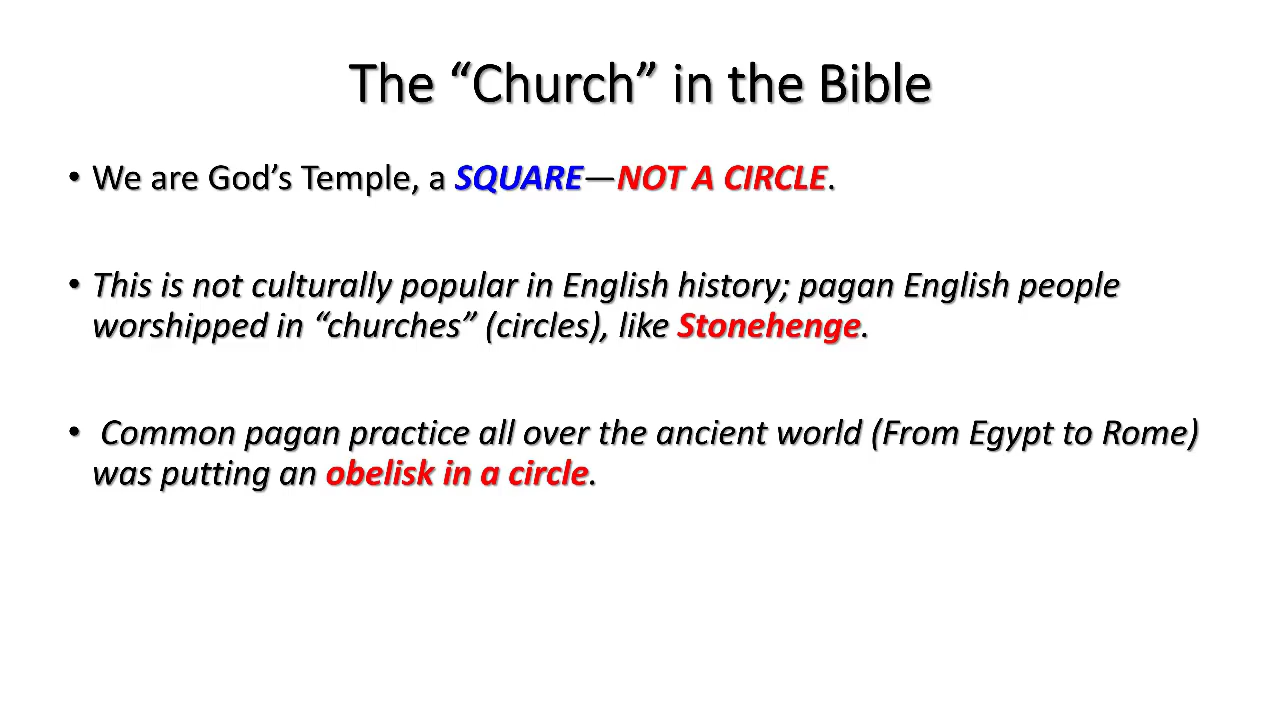 The “Church” in the Bible
• We are God’s Temple, a SQUARE—NOT A CIRCLE.
• This is not culturally popular in English history; pagan English people
worshipped in “churches” (circles), like Stonehenge.
• Common pagan practice all over the ancient world (From Egypt to Rome)
was putting an obelisk in a circle.